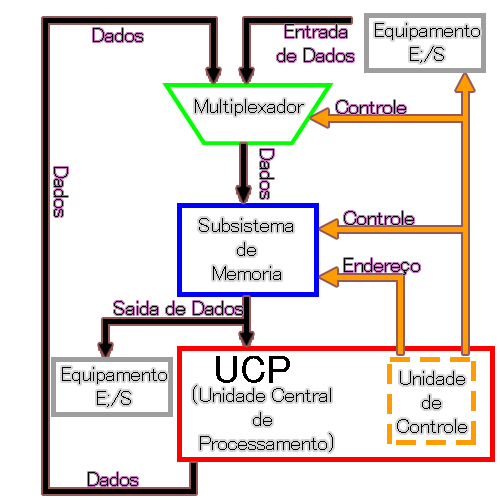 Dados
Entrada
de Dados
Equipamento
E;/S
Multiplexador
Controle
Dados
Dados
Subsistema
de
Memoria
Controle
Endereço
Saida de Dados
Equipamento
E;/S
UCP
(Unidade Central
de
Processamento)
Unidade
de
Controle
Dados